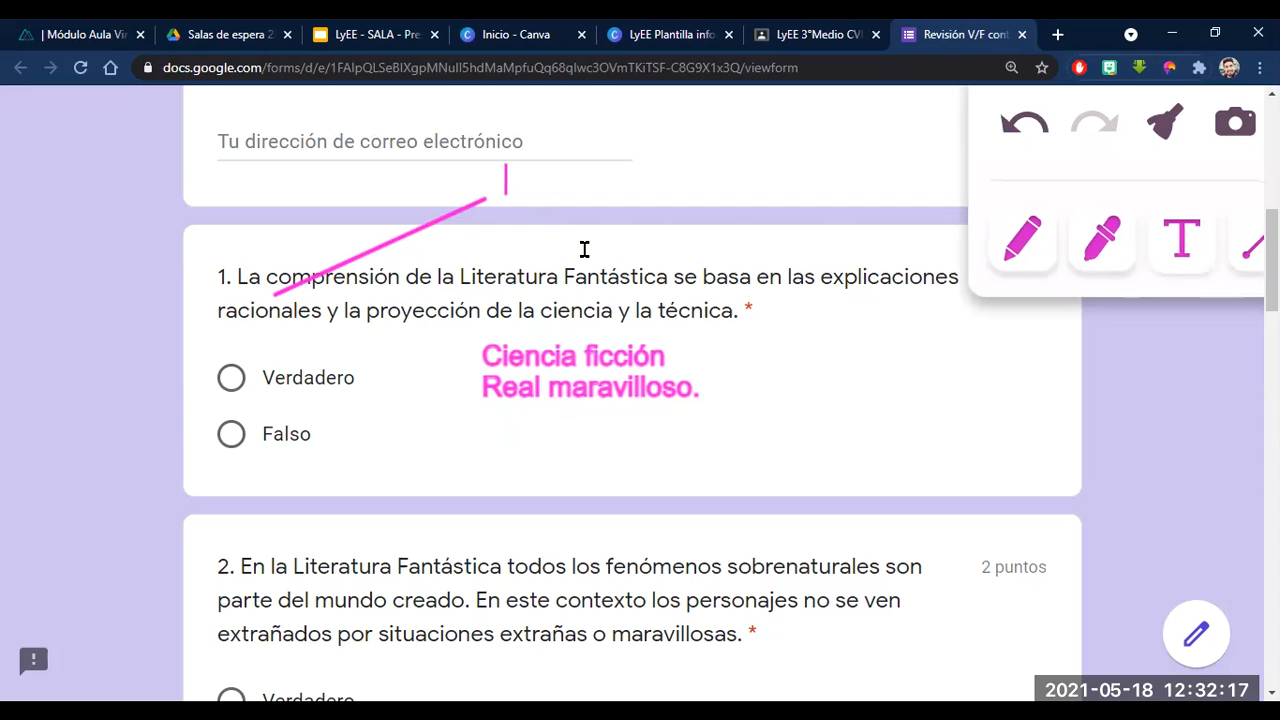 | Módulo Aula Vir
Salas de espera 2
LyEE - SALA - Pre
Inicio - Canva
LyEE Plantilla info
LyEE 3°Medio CVI
Revisión V/F cont
docs.google.com/forms/d/e/1FAIpQLSeBIXgpMNuII5hdMaMpfuQq68qIwc3OVmTKiTSF-C8G9X1x3Q/viewform
Tu dirección de correo electrónico
1. La comprensión de la Literatura Fantástica se basa en las explicaciones
racionales y la proyección de la ciencia y la técnica. *
Ciencia ficción
Real maravilloso.
Verdadero
Falso
2. En la Literatura Fantástica todos los fenómenos sobrenaturales son
2 puntos
parte del mundo creado. En este contexto los personajes no se ven
extrañados por situaciones extrañas o maravillosas. *
Verdadero
T
2021-05-18 12:32:17